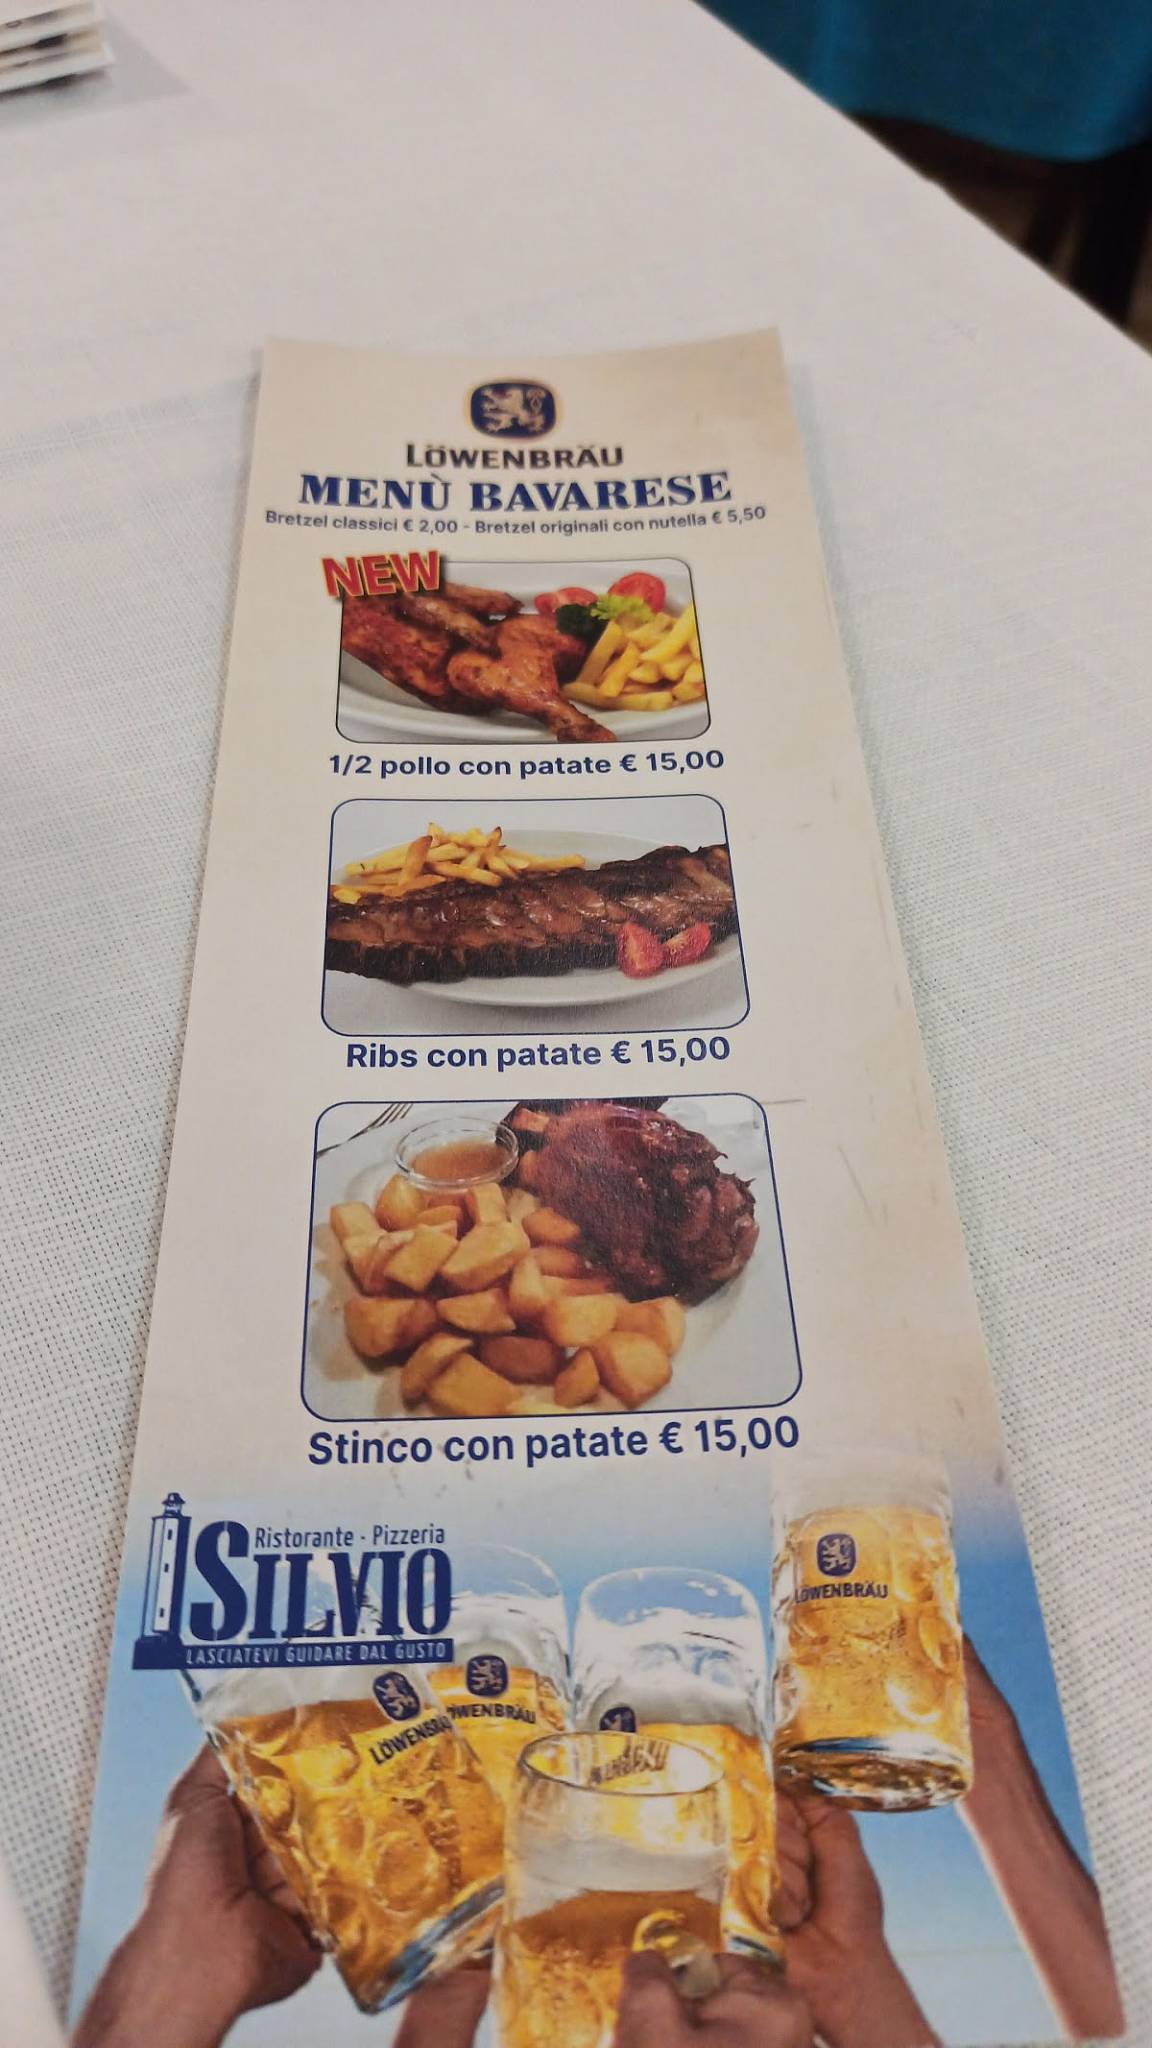 LÖWENBRÄU
MENÙ BAVARESE
Bretzel classici € 2,00 - Bretzel originali con nutella € 5,50
NEW
1/2 pollo con patate € 15,00
Ribs con patate € 15,00
Stinco con patate € 15,00
Ristorante - Pizzeria
SILVIO
LASCIATEVI GUIDARE DAL GUSTO
LÖWENBRÄU
LÖWENBRÄU
ÖWENBRÄU